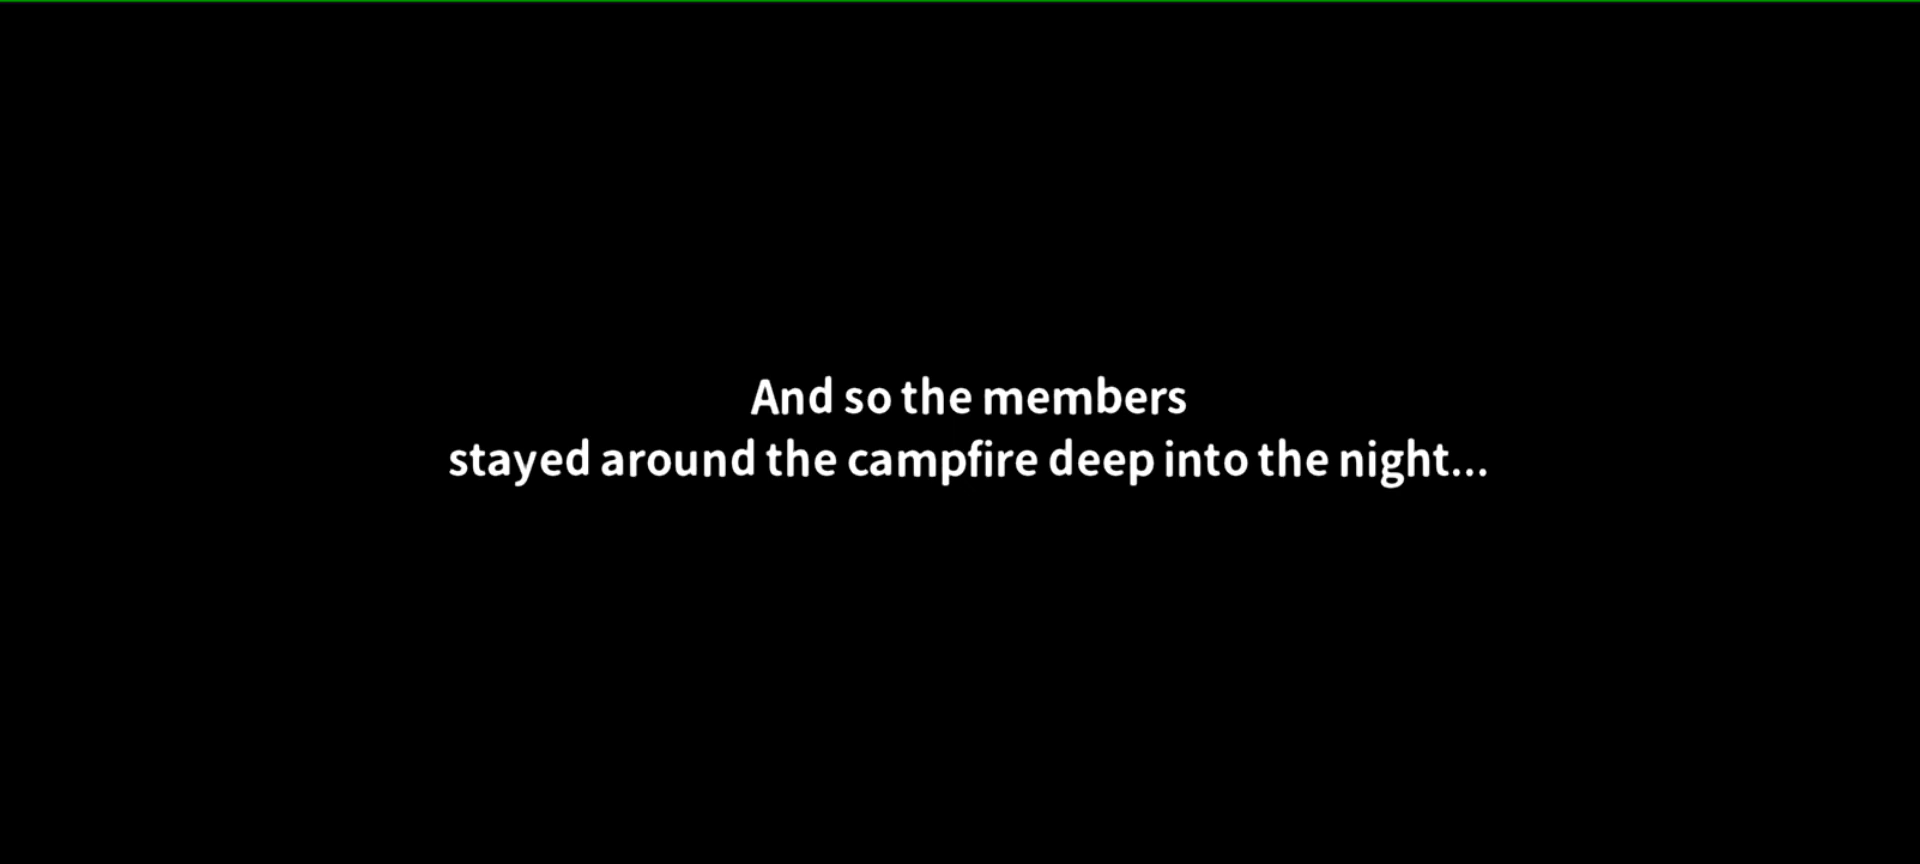 And so the members
stayed around the campfire deep into the night...